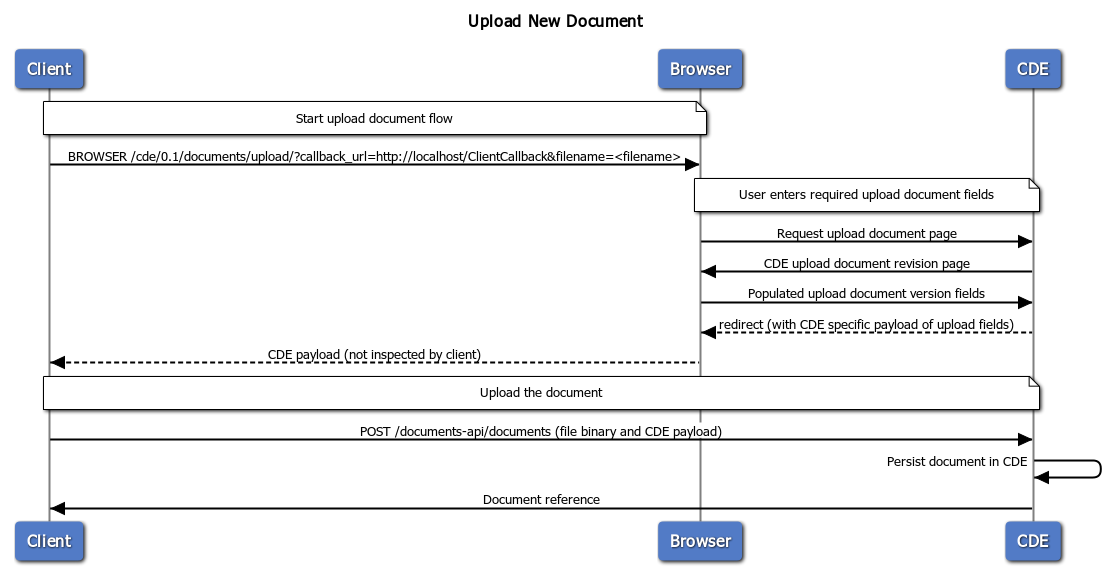 Upload New Document
Client
Browser
CDE
Start upload document flow
BROWSER /cde/0.1/documents/upload/?callback_url=http://localhost/ClientCallback&filename=<filename>
User enters required upload document fields
Request upload document page
CDE upload document revision page
Populated upload document version fields
redirect (with CDE specific payload of upload fields)
CDE payload (not inspected by client)
Upload the document
POST /documents-api/documents (file binary and CDE payload)
Persist document in CDE
Document reference
Client
Browser
CDE